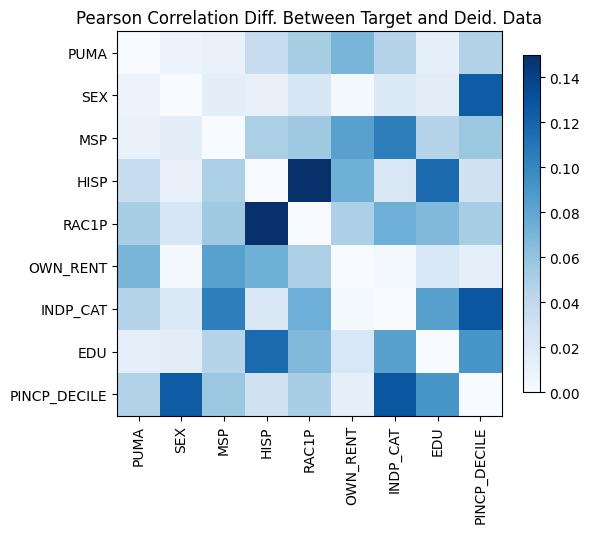 Pearson Correlation Diff. Between Target and Deid. Data
PUMA
SEX
MSP
HISP
RAC1P
OWN_RENT
INDP_CAT
EDU
PINCP_DECILE
PUMA
SEX
MSP
HISP
RAC1P
OWN_RENT
INDP_CAT
EDU
PINCP_DECILE
0.14
0.12
0.10
0.08
0.06
0.04
0.02
0.00